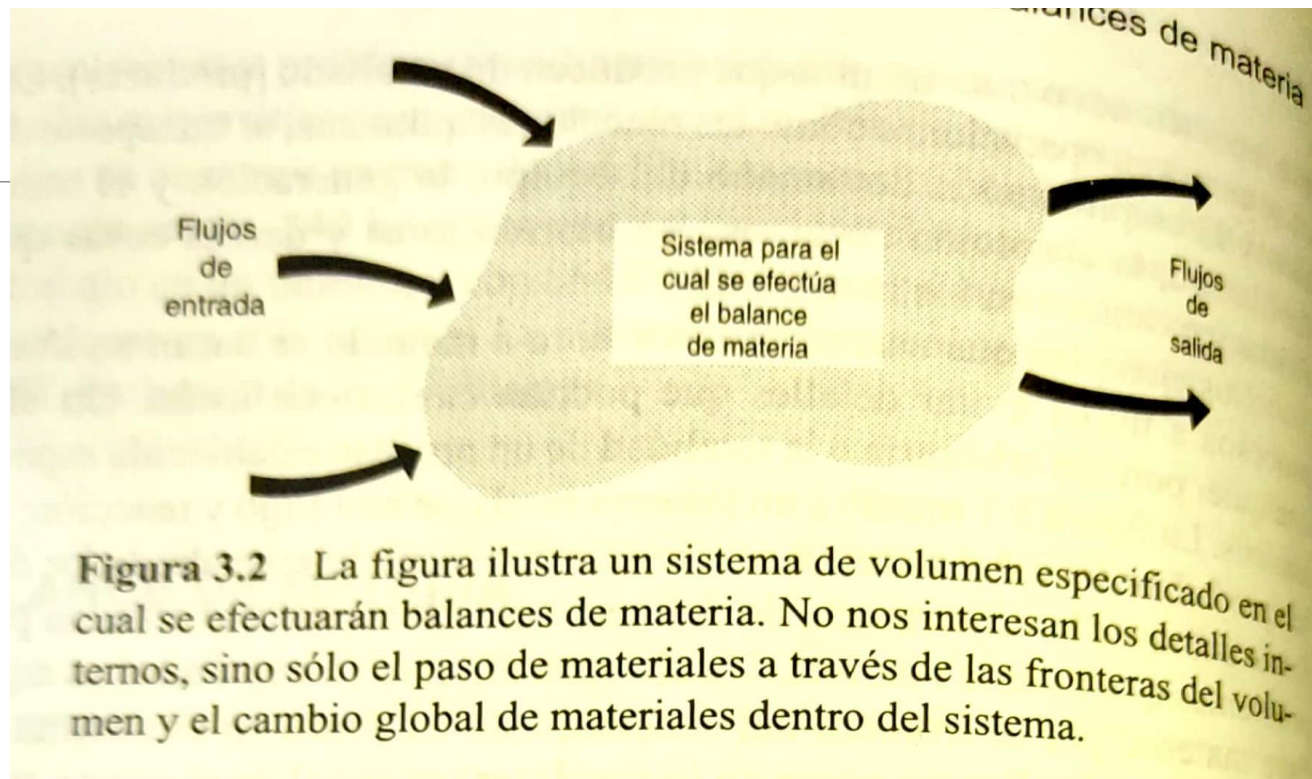 balances de materia
Flujos
de
entrada
Sistema para el
cual se efectúa
el balance
de materia
Flujos
de
salida
Figura 3.2 La figura ilustra un sistema de volumen especificado en el
cual se efectuarán balances de materia. No nos interesan los detalles in-
ternos, sino sólo el paso de materiales a través de las fronteras del volu-
men y el cambio global de materiales dentro del sistema.